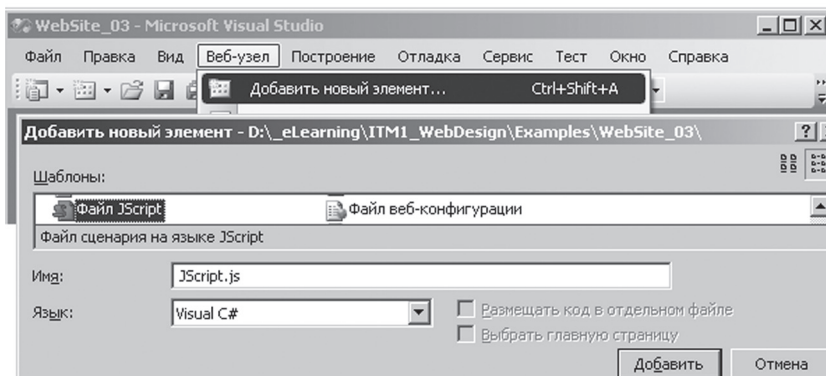 WebSite_03 - Microsoft Visual Studio
Файл Правка Вид Веб-узел Построение Отладка Сервис Тест Окно Справка
Добавить новый элемент... Ctrl+Shift+A
Добавить новый элемент - D:\_eLearning\ITM1_WebDesign\Examples\WebSite_03\
Шаблоны:
Файл JScript Файл веб-конфигурации
Файл сценария на языке JScript
Имя: JScript.js
Язык: Visual C# Размещать код в отдельном файле
Выбрать главную страницу
Добавить Отмена